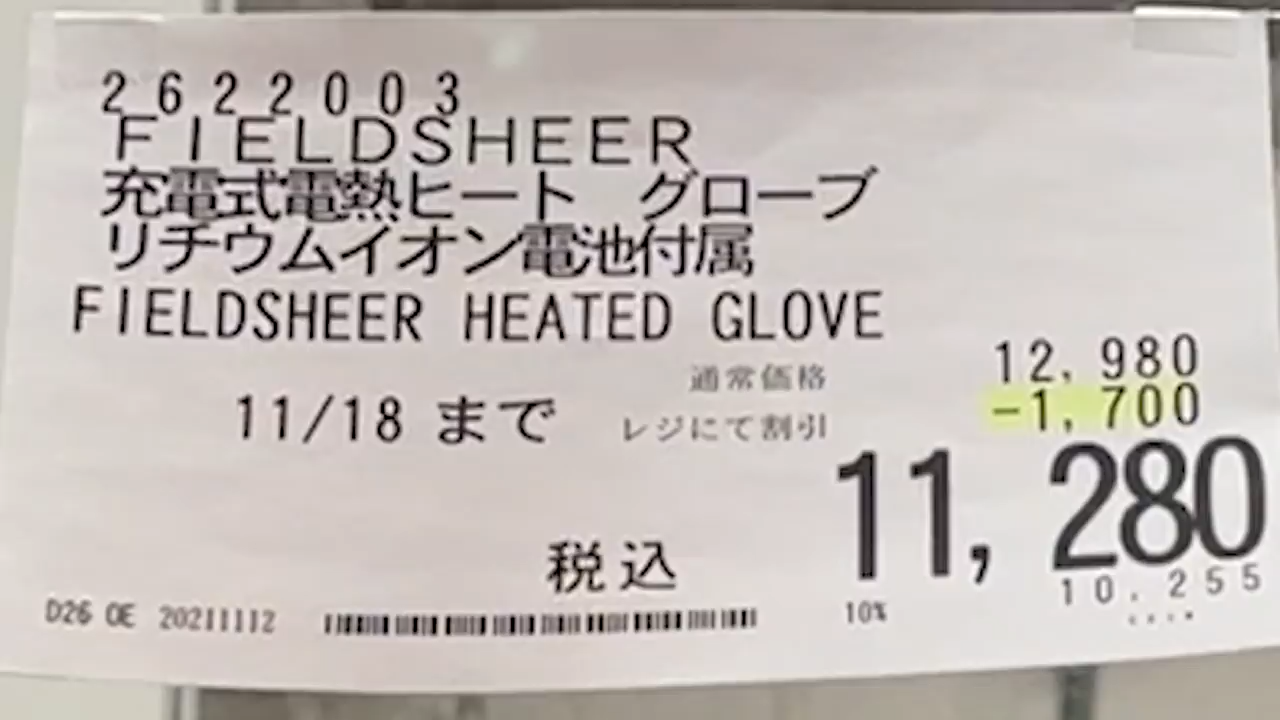 2622003
FIELDSHEER
充電式電熱ヒート グローブ
リチウムイオン電池付属
FIELDSHEER HEATED GLOVE
通常価格 12,980
11/18 まで レジにて割引 -1,700
税込 11,280
10%
10.255
D26 OE 20211112